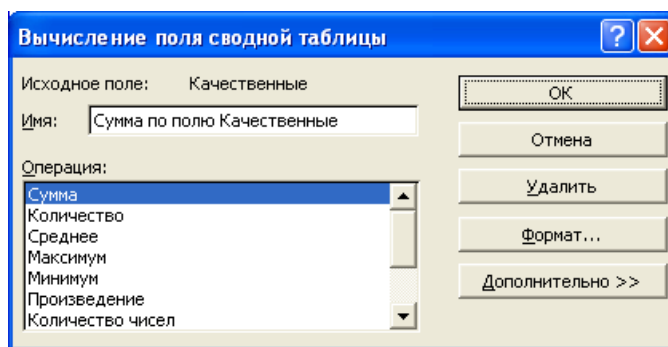 Вычисление поля сводной таблицы
Исходное поле: Качественные
Имя: Сумма по полю Качественные
Операция:
Сумма
Количество
Среднее
Максимум
Минимум
Произведение
Количество чисел
ОК
Отмена
Удалить
Формат...
Дополнительно >>